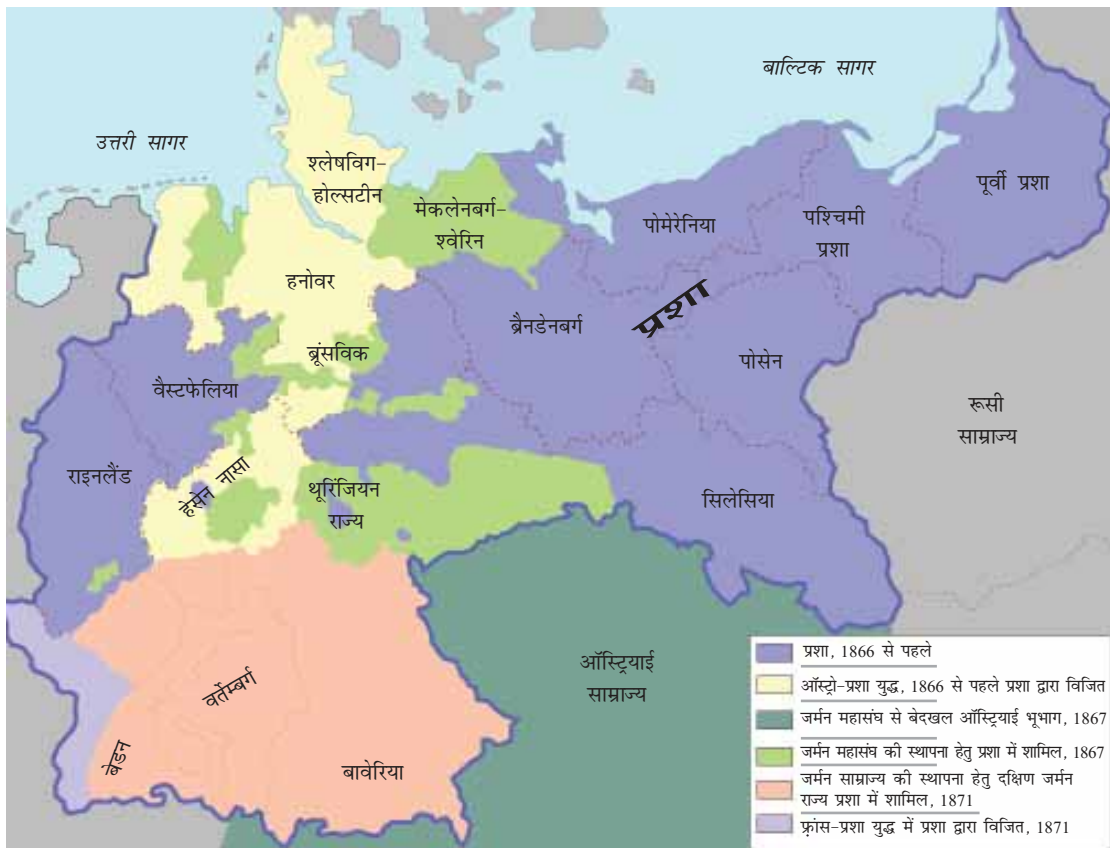 बाल्टिक सागर
उत्तरी सागर
श्लेषविग-
होल्सटीन
पूर्वी प्रशा
मेकलेनबर्ग-
श्वेरिन
पोमेरेनिया
पश्चिमी
प्रशा
हनोवर
प्रशा
ब्रैनडेनबर्ग
ब्रूंसविक
पोसेन
वैस्टफेलिया
रूसी
साम्राज्य
राइनलैंड
हेसेन नासा
थूरिंजियन
राज्य
सिलेसिया
ऑस्ट्रियाई
साम्राज्य
वर्तेम्बर्ग
बेडन
बावेरिया
प्रशा, 1866 से पहले
ऑस्ट्रो-प्रशा युद्ध, 1866 से पहले प्रशा द्वारा विजित
जर्मन महासंघ से बेदखल ऑस्ट्रियाई भूभाग, 1867
जर्मन महासंघ की स्थापना हेतु प्रशा में शामिल, 1867
जर्मन साम्राज्य की स्थापना हेतु दक्षिण जर्मन
राज्य प्रशा में शामिल, 1871
फ़्रांस-प्रशा युद्ध में प्रशा द्वारा विजित, 1871